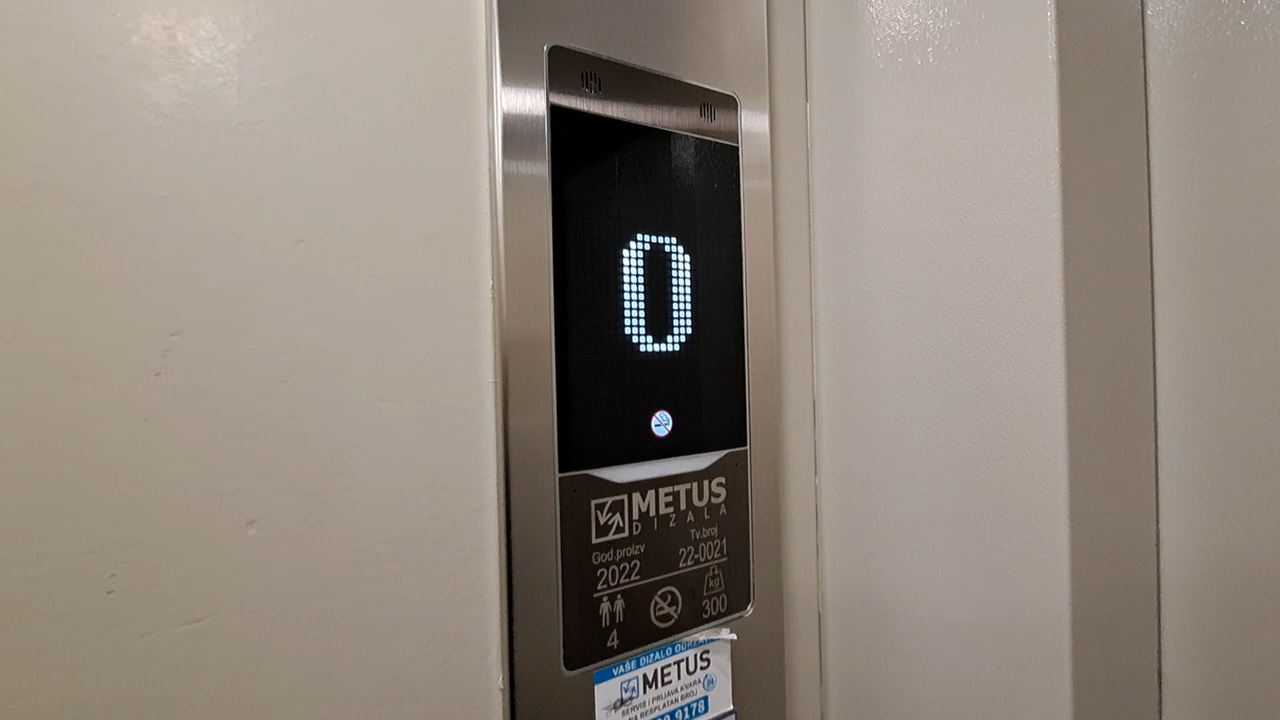 0
METUS
DIZALA
God.proizv
Tv.broj
2022
22-0021
kg
4
300
VAŠE DIZALO ODRŽAVA
METUS
SERVIS I PRIJAVA KVARA
NA BESPLATAN BROJ
9178